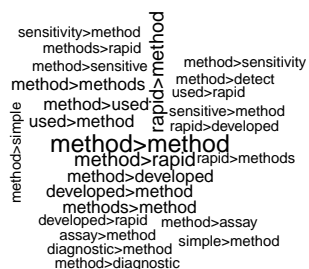 sensitivity>method
methods>rapid
method>sensitive
method>methods
method>used
used>method
rapid>method
method>sensitivity
method>detect
used>rapid
sensitive>method
rapid>developed
method>simple
method>method
method>rapid
rapid>methods
method>developed
developed>method
methods>method
developed>rapid
method>assay
assay>method
simple>method
diagnostic>method
method>diagnostic